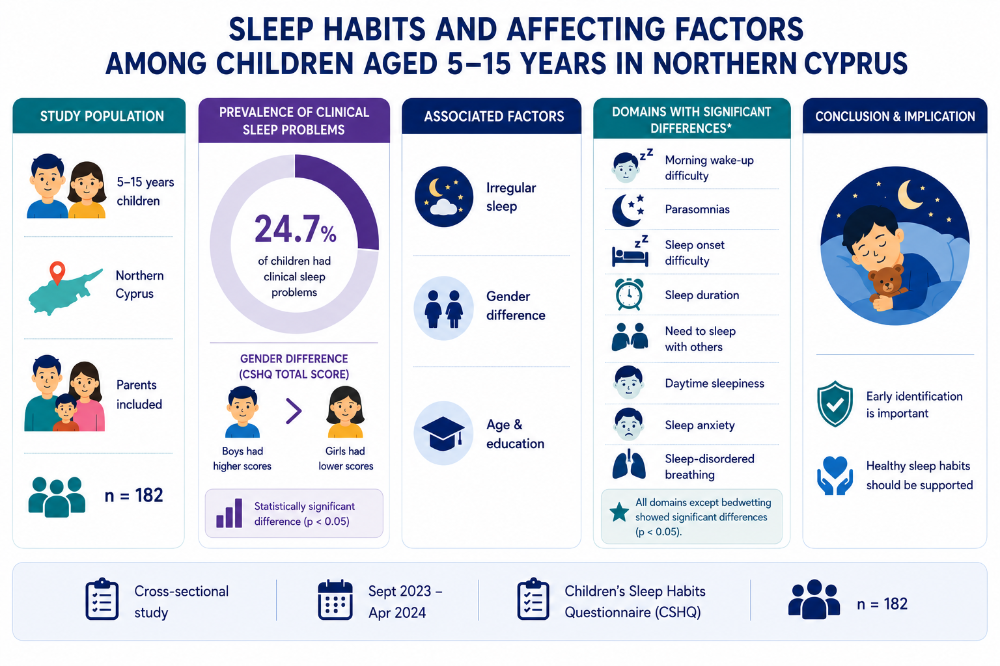 SLEEP HABITS AND AFFECTING FACTORS
AMONG CHILDREN AGED 5–15 YEARS IN NORTHERN CYPRUS
STUDY POPULATION
5–15 years
children
Northern
Cyprus
Parents
included
n = 182
PREVALENCE OF CLINICAL
SLEEP PROBLEMS
24.7%
of children had
clinical sleep
problems
GENDER DIFFERENCE
(CSHQ TOTAL SCORE)
>
Boys had
higher scores
Girls had
lower scores
Statistically significant
difference (p < 0.05)
ASSOCIATED FACTORS
Irregular
sleep
Gender
difference
Age &
education
DOMAINS WITH SIGNIFICANT
DIFFERENCES*
zZ
Morning wake-up
difficulty
Parasomnias
zZ
Sleep onset
difficulty
Sleep duration
Need to sleep
with others
Daytime sleepiness
Sleep anxiety
Sleep-disordered
breathing
All domains except bedwetting
showed significant differences
(p < 0.05).
CONCLUSION & IMPLICATION
Early identification
is important
Healthy sleep habits
should be supported
Cross-sectional
study
Sept 2023 –
Apr 2024
Children's Sleep Habits
Questionnaire (CSHQ)
n = 182